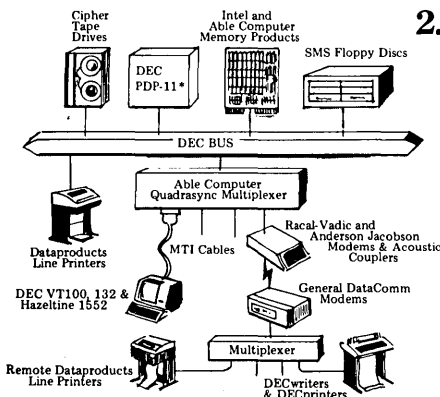 Cipher
Tape
Drives
DEC
PDP-11*
Intel and
Able Computer
Memory Products
SMS Floppy Discs
2.
DEC BUS
Able Computer
Quadrasync Multiplexer
Dataproducts
Line Printers
MTI Cables
Racal-Vadic and
Anderson Jacobson
Modems & Acoustic
Couplers
DEC VT100, 132 &
Hazeltine 1552
General DataComm
Modems
Multiplexer
Remote Dataproducts
Line Printers
DECwriters
& DECprinters